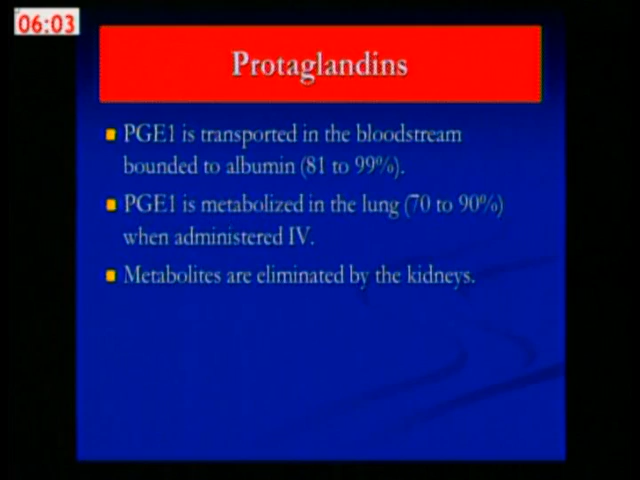 06:03
Protaglandins
PGE1 is transported in the bloodstream
bounded to albumin (81 to 99%).
PGE1 is metabolized in the lung (70 to 90%)
when administered IV.
Metabolites are eliminated by the kidneys.